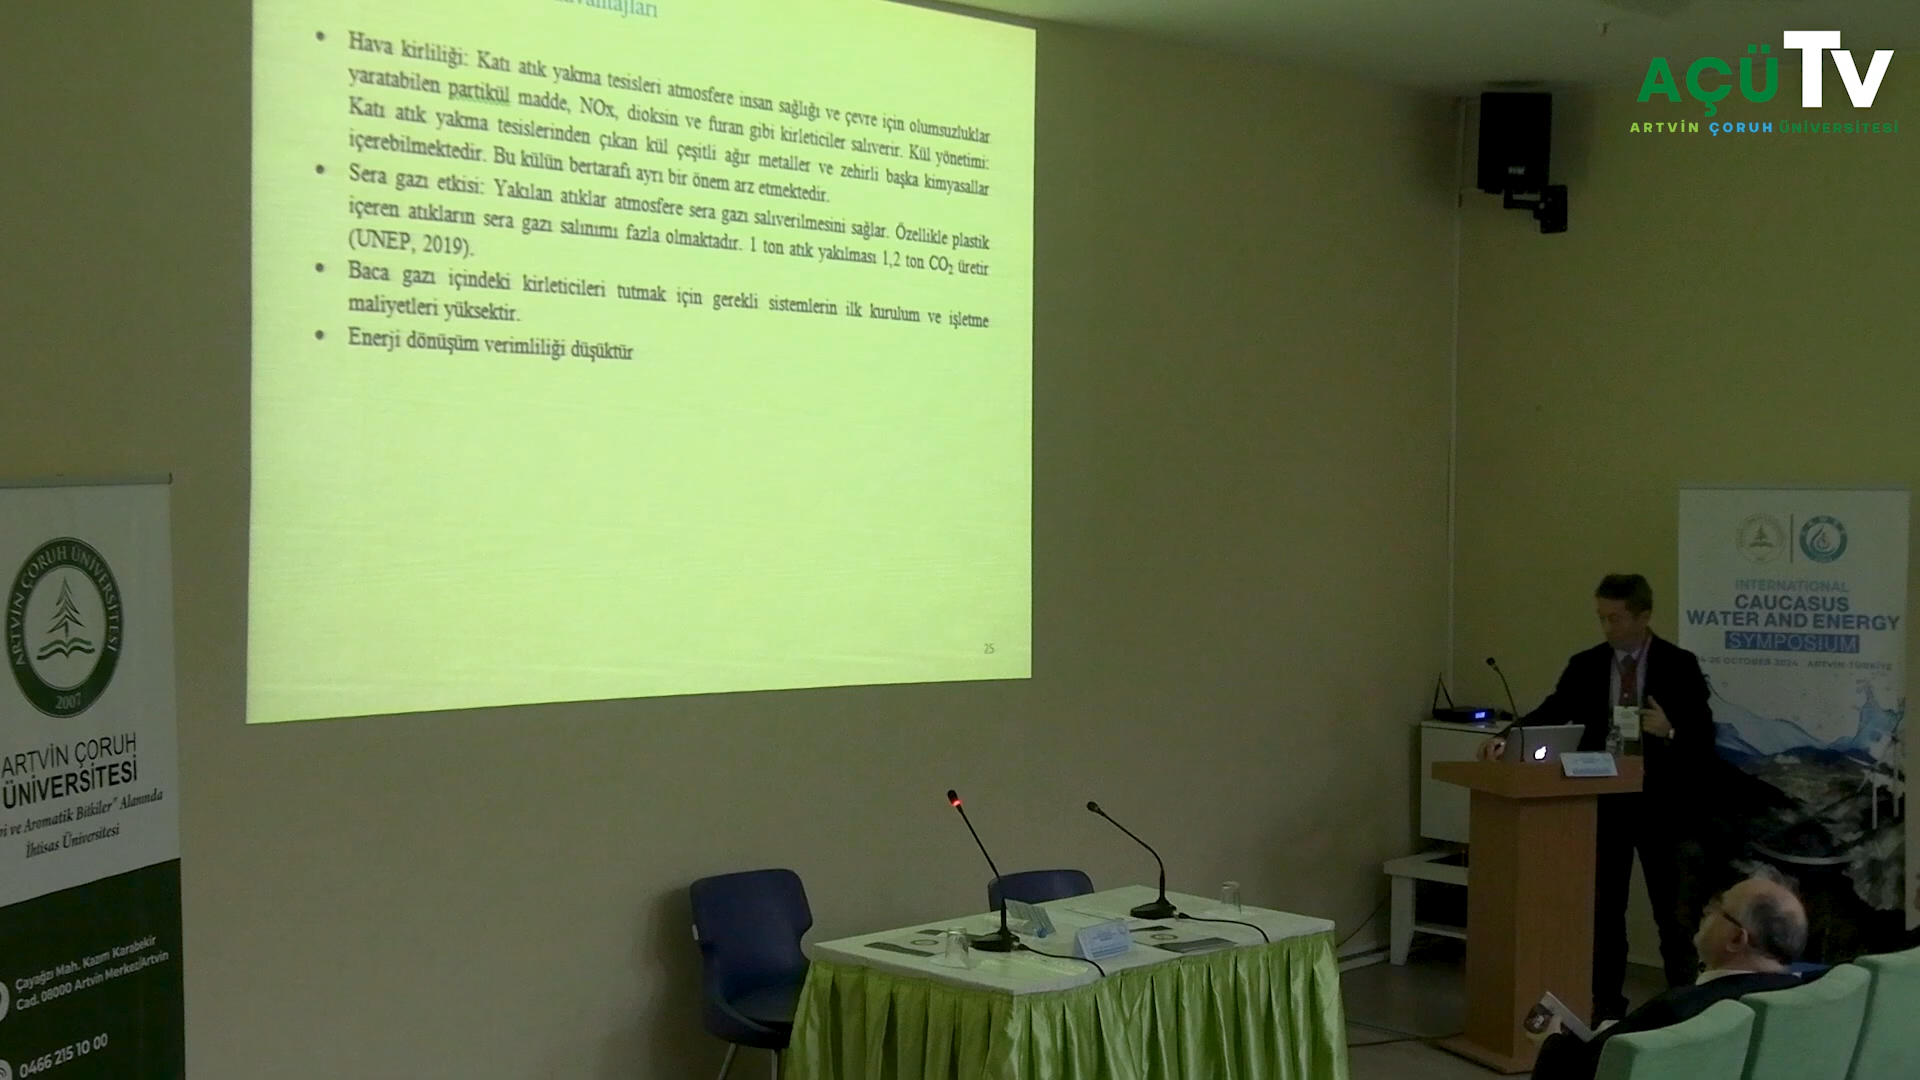 AÇÜTV
ARTVİN ÇORUH ÜNİVERSİTESİ
Hava kirliliği: Katı atık yakma tesisleri atmosfere insan sağlığı ve çevre için olumsuzluklar
yaratabilen partikül madde, NOx, dioksin ve furan gibi kirleticiler salıverir. Kül yönetimi:
Katı atık yakma tesislerinden çıkan kül çeşitli ağır metaller ve zehirli başka kimyasallar
içerebilmektedir. Bu külün bertarafı ayrı bir önem arz etmektedir.
Sera gazı etkisi: Yakılan atıklar atmosfere sera gazı salıverilmesini sağlar. Özellikle plastik
içeren atıkların sera gazı salınımı fazla olmaktadır. 1 ton atık yakılması 1,2 ton CO₂ üretir
(UNEP, 2019).
Baca gazı içindeki kirleticileri tutmak için gerekli sistemlerin ilk kurulum ve işletme
maliyetleri yüksektir.
Enerji dönüşüm verimliliği düşüktür
25
ARTVİN ÇORUH ÜNİVERSİTESİ
2007
ARTVİN ÇORUH
ÜNİVERSİTESİ
ve Aromatik Bitkiler" Alanında
İhtisas Üniversitesi
Çayağzı Mah. Kazım Karabekir
Cad. 08000 Artvin Merkez/Artvin
0466 215 10 00
INTERNATIONAL
CAUCASUS
WATER AND ENERGY
SYMPOSIUM
24-26 OCTOBER 2024 ARTVİN-TÜRKİYE